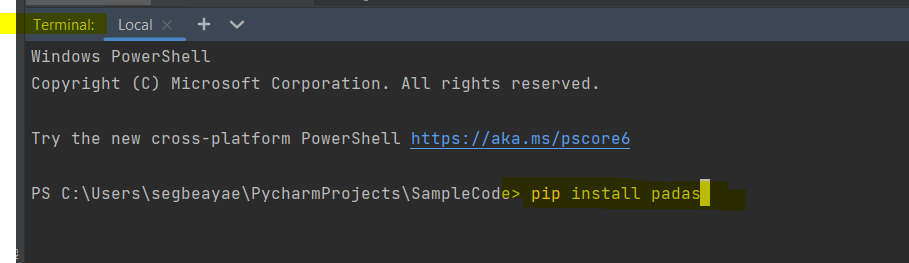 Terminal: Local × + 
Windows PowerShell
Copyright (C) Microsoft Corporation. All rights reserved.
Try the new cross-platform PowerShell https://aka.ms/pscore6
PS C:\Users\segbeayae\PycharmProjects\SampleCode> pip install padas